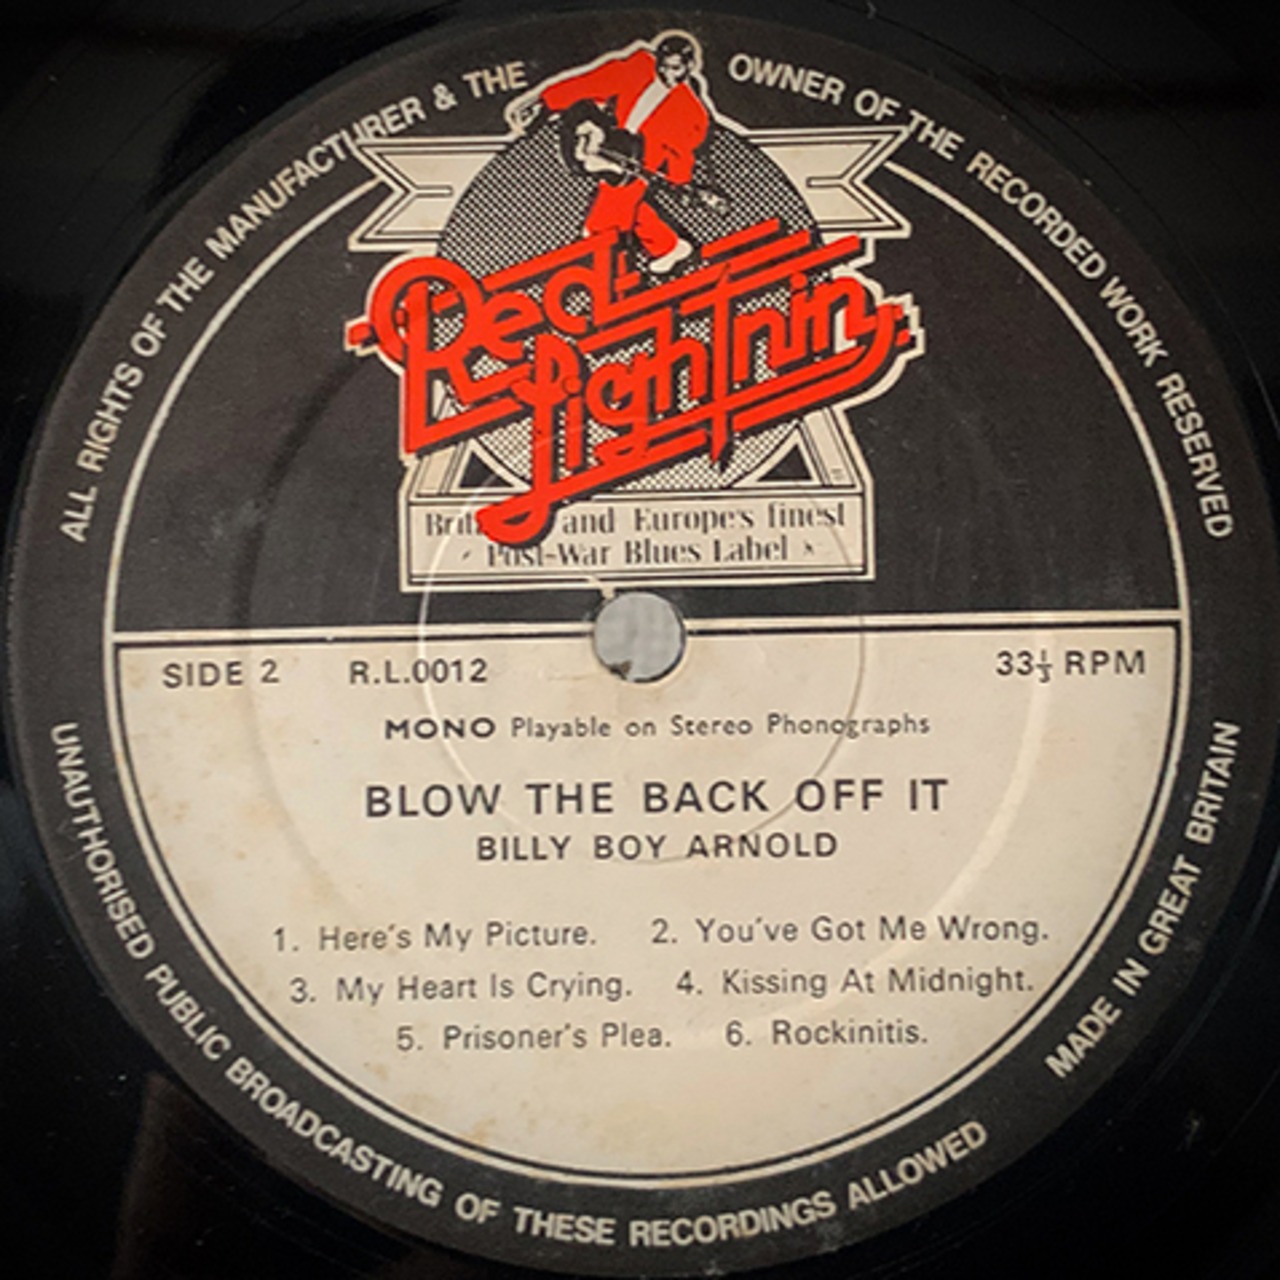 ALL RIGHTS OF THE MANUFACTURER & THE OWNER OF THE RECORDED WORK RESERVED
Red Lightnin
and Europe's finest
Post-War Blues Label
SIDE 2 R.L.0012 33⅓ RPM
MONO Playable on Stereo Phonographs
BLOW THE BACK OFF IT
BILLY BOY ARNOLD
1. Here's My Picture. 2. You've Got Me Wrong.
3. My Heart Is Crying. 4. Kissing At Midnight.
5. Prisoner's Plea. 6. Rockinitis.
UNAUTHORISED PUBLIC BROADCASTING OF THESE RECORDINGS ALLOWED
MADE IN GREAT BRITAIN